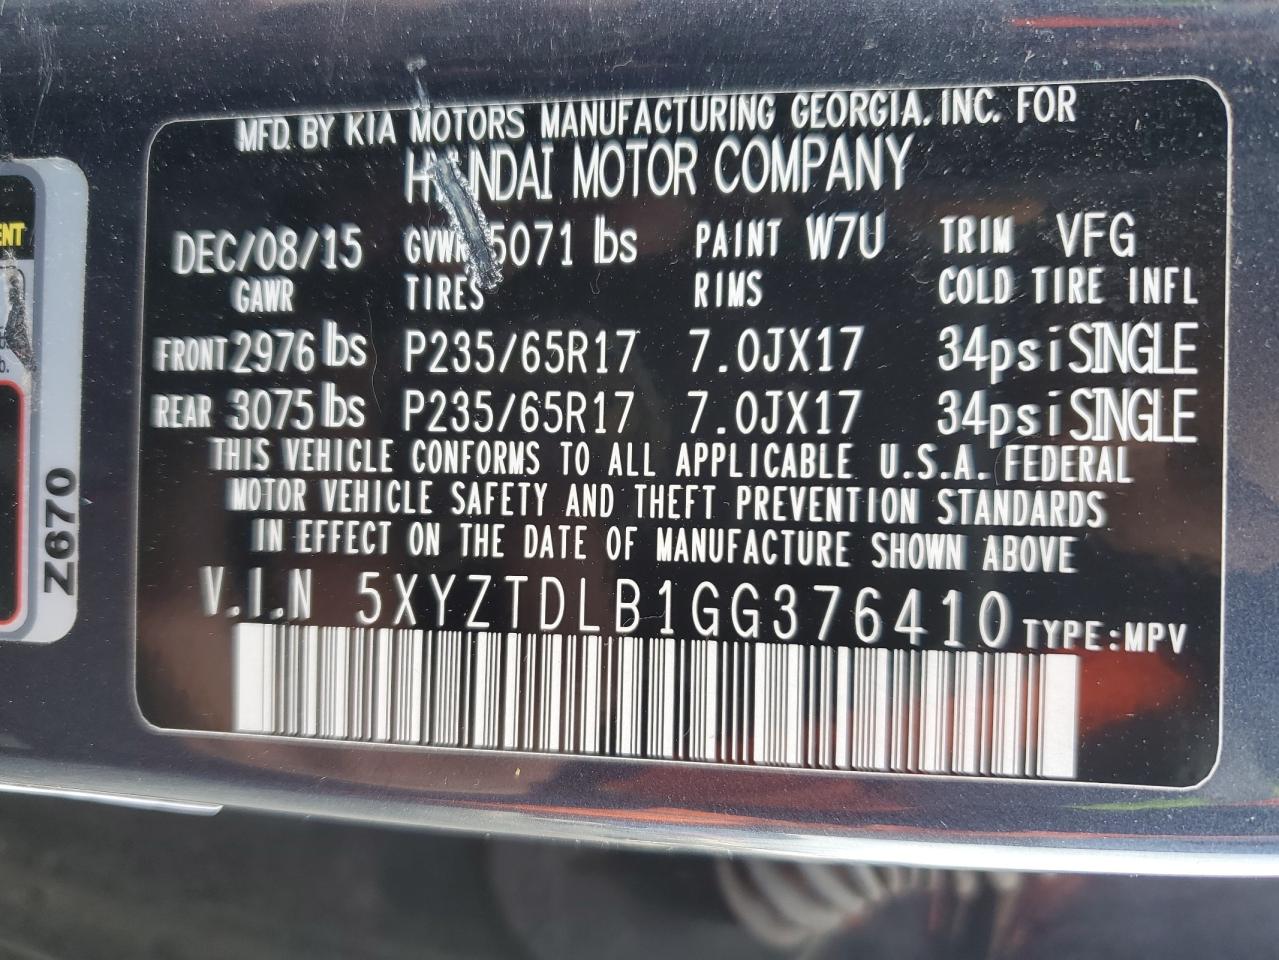 MFD. BY KIA MOTORS MANUFACTURING GEORGIA, INC. FOR
HYUNDAI MOTOR COMPANY
DEC/08/15 GVWR 5071 lbs PAINT W7U TRIM VFG
GAWR TIRES RIMS COLD TIRE INFL
FRONT 2976 lbs P235/65R17 7.0JX17 34psi SINGLE
REAR 3075 lbs P235/65R17 7.0JX17 34psi SINGLE
THIS VEHICLE CONFORMS TO ALL APPLICABLE U.S.A. FEDERAL
MOTOR VEHICLE SAFETY AND THEFT PREVENTION STANDARDS
IN EFFECT ON THE DATE OF MANUFACTURE SHOWN ABOVE
V.I.N 5XYZTDLB1GG376410 TYPE:MPV
Z670